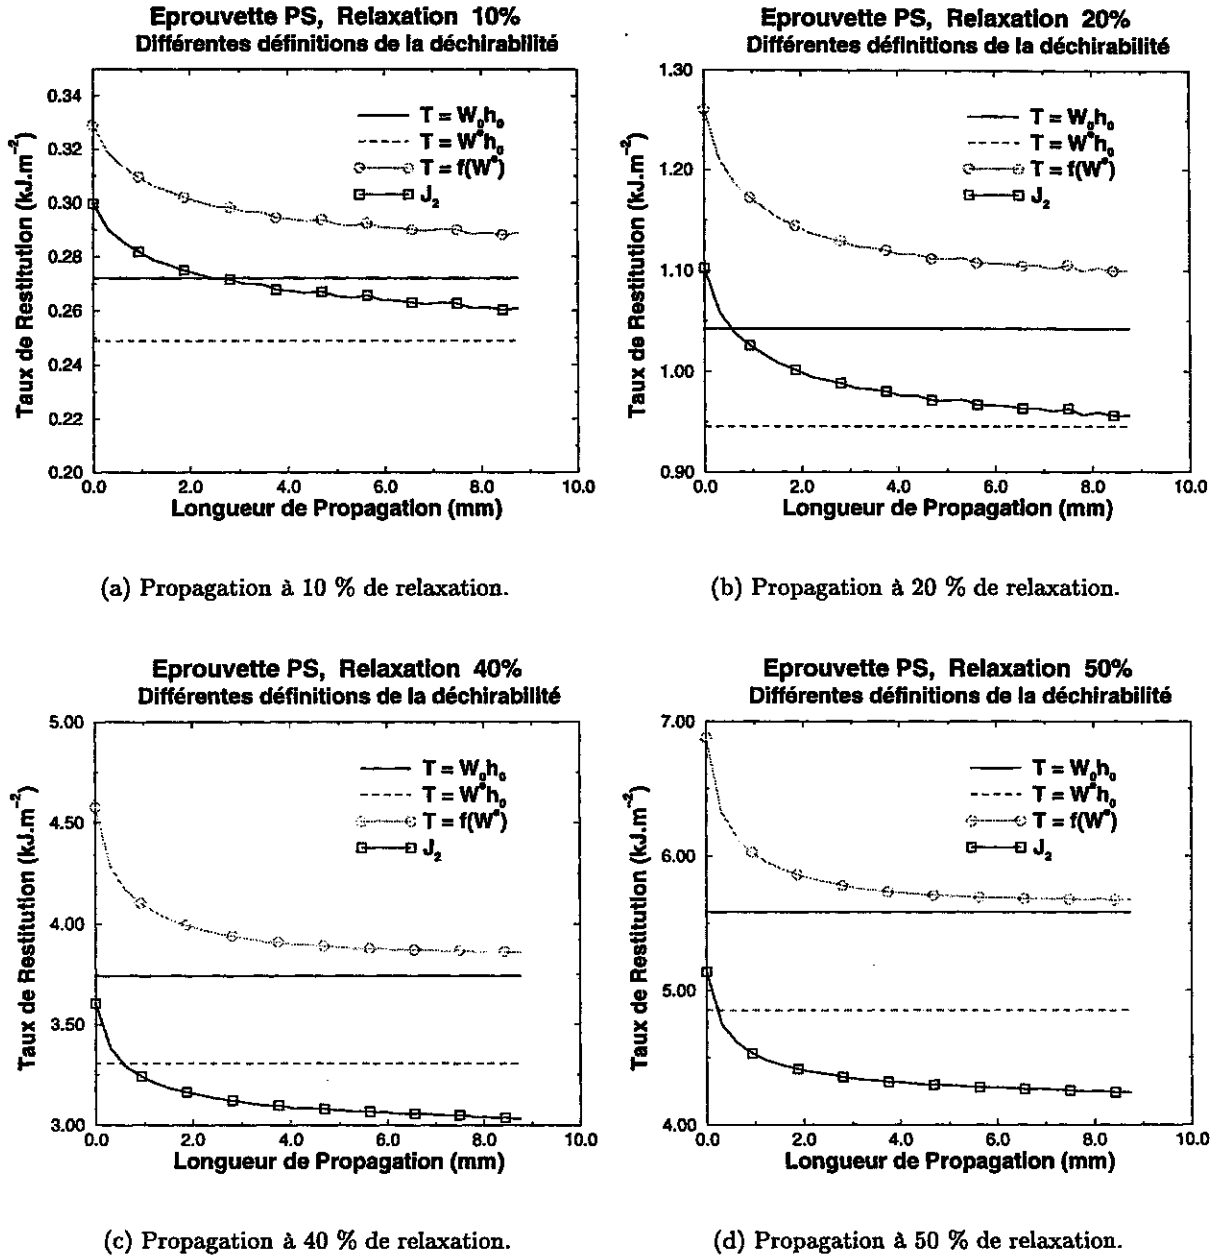 Eprouvette PS, Relaxation 10%
Différentes définitions de la déchirabilité
Taux de Restitution (kJ.m⁻²)
0.34
0.32
0.30
0.28
0.26
0.24
0.22
0.20
T = W₀h₀
T = W*h₀
T = f(W*)
J₂
0.0 2.0 4.0 6.0 8.0 10.0
Longueur de Propagation (mm)
(a) Propagation à 10 % de relaxation.
Eprouvette PS, Relaxation 20%
Différentes définitions de la déchirabilité
Taux de Restitution (kJ.m⁻²)
1.30
1.20
1.10
1.00
0.90
T = W₀h₀
T = W*h₀
T = f(W*)
J₂
0.0 2.0 4.0 6.0 8.0 10.0
Longueur de Propagation (mm)
(b) Propagation à 20 % de relaxation.
Eprouvette PS, Relaxation 40%
Différentes définitions de la déchirabilité
Taux de Restitution (kJ.m⁻²)
5.00
4.50
4.00
3.50
3.00
T = W₀h₀
T = W*h₀
T = f(W*)
J₂
0.0 2.0 4.0 6.0 8.0 10.0
Longueur de Propagation (mm)
(c) Propagation à 40 % de relaxation.
Eprouvette PS, Relaxation 50%
Différentes définitions de la déchirabilité
Taux de Restitution (kJ.m⁻²)
7.00
6.00
5.00
4.00
T = W₀h₀
T = W*h₀
T = f(W*)
J₂
0.0 2.0 4.0 6.0 8.0 10.0
Longueur de Propagation (mm)
(d) Propagation à 50 % de relaxation.